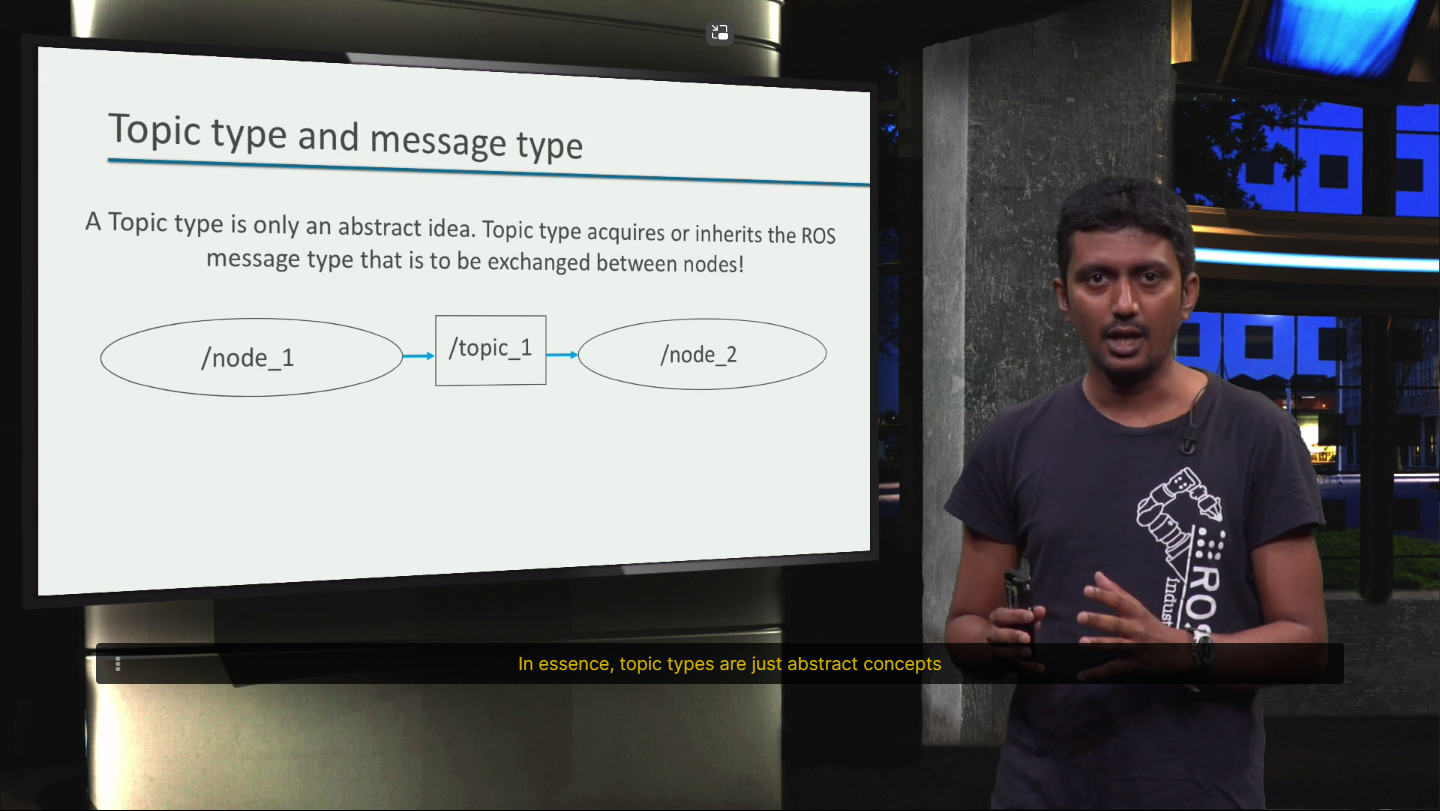 Topic type and message type
A Topic type is only an abstract idea. Topic type acquires or inherits the ROS
message type that is to be exchanged between nodes!
/node_1
/topic_1
/node_2
ROS
Indust
In essence, topic types are just abstract concepts